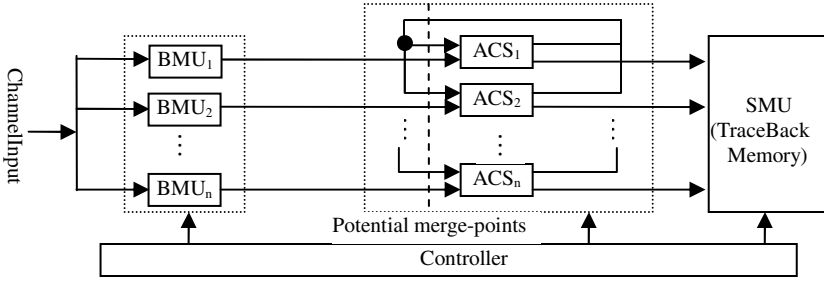 ChannelInput
BMU1
BMU2
⋮
BMUn
ACS1
ACS2
⋮ ⋮
...
ACSn
SMU
(TraceBack
Memory)
Potential merge-points
Controller